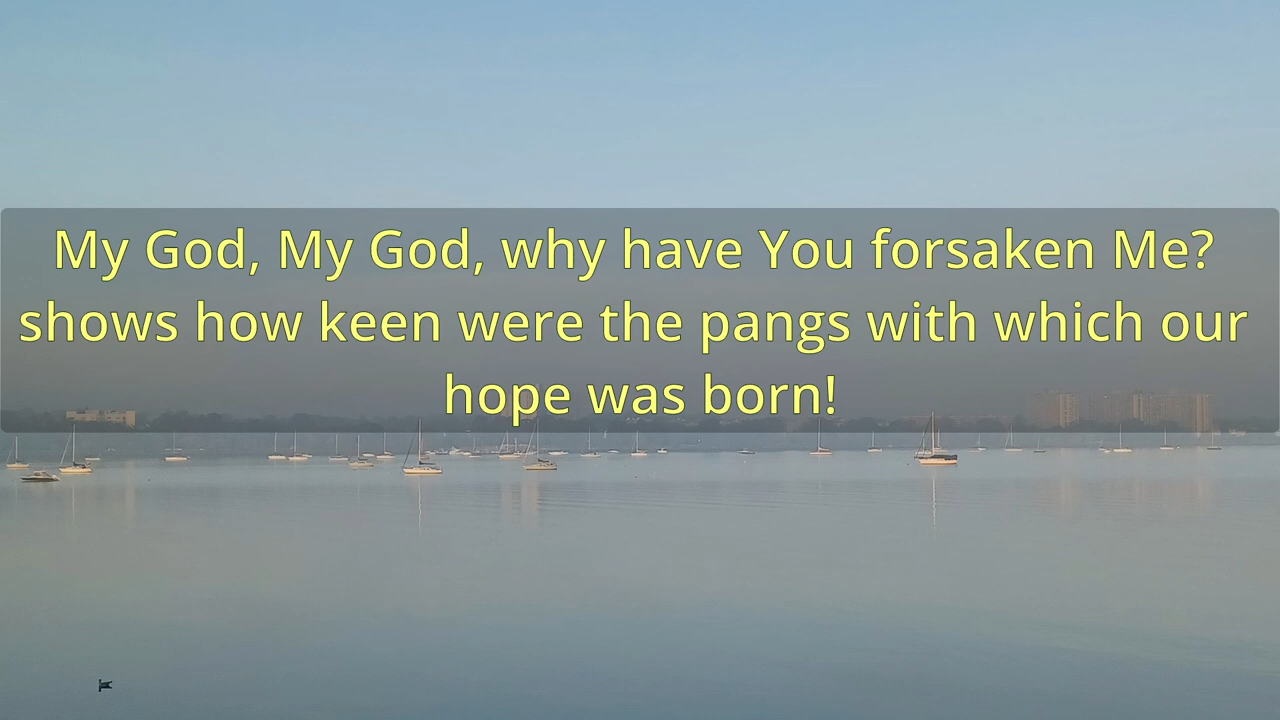 My God, My God, why have You forsaken Me?
shows how keen were the pangs with which our
hope was born!